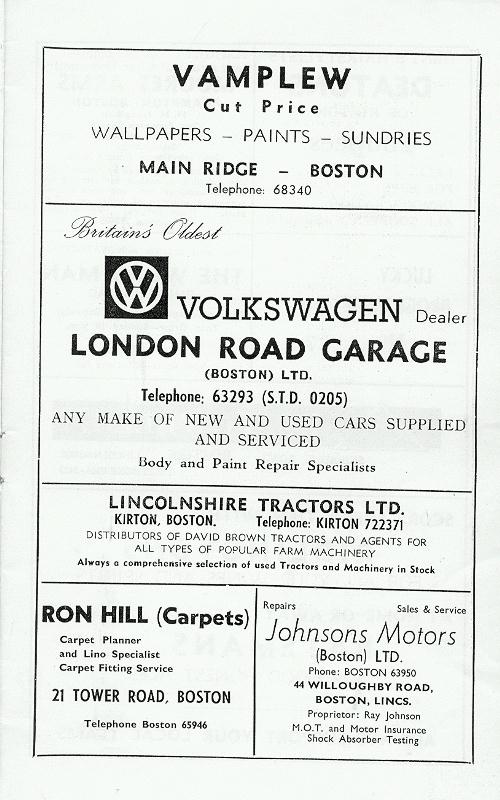 VAMPLEW
Cut Price
WALLPAPERS – PAINTS – SUNDRIES
MAIN RIDGE – BOSTON
Telephone: 68340
Britain's Oldest
VW
VOLKSWAGEN Dealer
LONDON ROAD GARAGE
(BOSTON) LTD.
Telephone: 63293 (S.T.D. 0205)
ANY MAKE OF NEW AND USED CARS SUPPLIED
AND SERVICED
Body and Paint Repair Specialists
LINCOLNSHIRE TRACTORS LTD.
KIRTON, BOSTON. Telephone: KIRTON 722371
DISTRIBUTORS OF DAVID BROWN TRACTORS AND AGENTS FOR
ALL TYPES OF POPULAR FARM MACHINERY
Always a comprehensive selection of used Tractors and Machinery in Stock
RON HILL (Carpets)
Carpet Planner
and Lino Specialist
Carpet Fitting Service
21 TOWER ROAD, BOSTON
Telephone Boston 65946
Repairs Sales & Service
Johnsons Motors
(Boston) LTD.
Phone: BOSTON 63950
44 WILLOUGHBY ROAD,
BOSTON, LINCS.
Proprietor: Ray Johnson
M.O.T. and Motor Insurance
Shock Absorber Testing